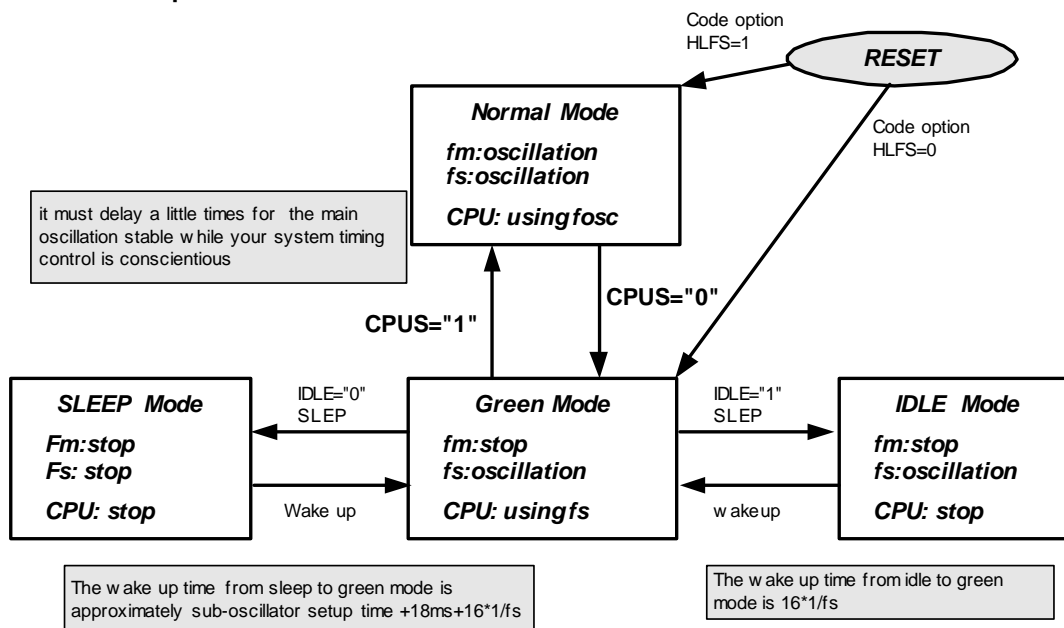 Code option
HLFS=1
RESET
Normal Mode
fm:oscillation
fs:oscillation
CPU: using fosc
Code option
HLFS=0
it must delay a little times for the main
oscillation stable while your system timing
control is conscientious
CPUS="1"
CPUS="0"
SLEEP Mode
Fm:stop
Fs: stop
CPU: stop
IDLE="0"
SLEP
Wake up
Green Mode
fm:stop
fs:oscillation
CPU: using fs
IDLE="1"
SLEP
wakeup
IDLE Mode
fm:stop
fs:oscillation
CPU: stop
The wake up time from sleep to green mode is
approximately sub-oscillator setup time +18ms+16*1/fs
The wake up time from idle to green
mode is 16*1/fs